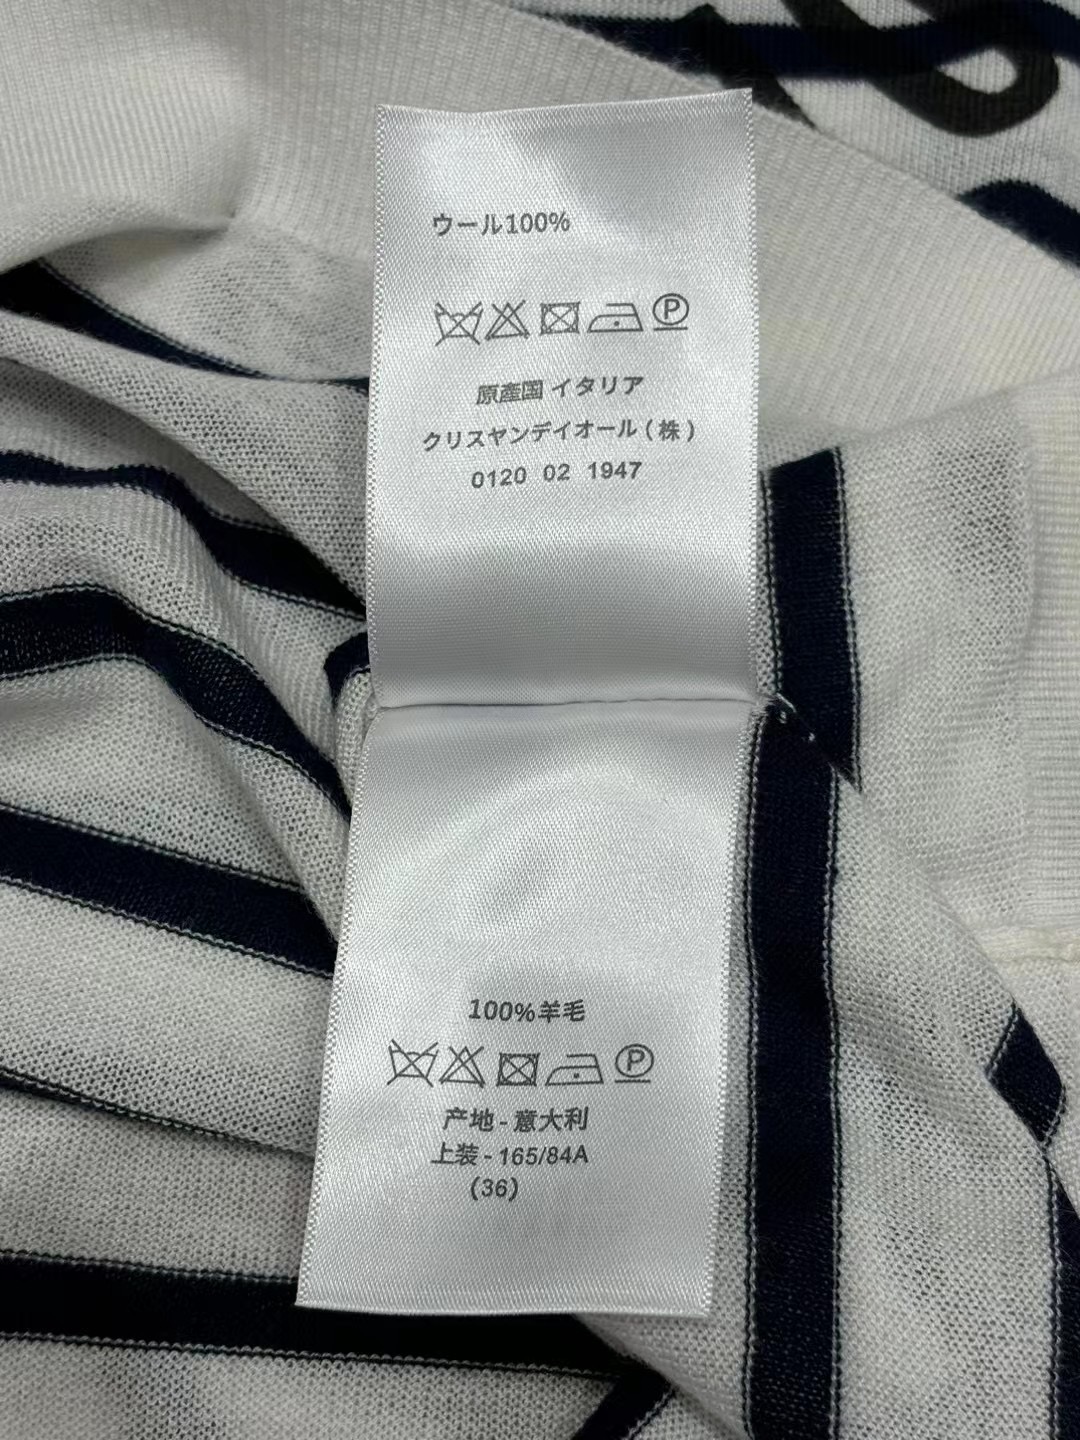 ウール100%
P
原産国 イタリア
クリスヤンデイオール (株)
0120 02 1947
100%羊毛
P
产地 - 意大利
上装 - 165/84A
(36)